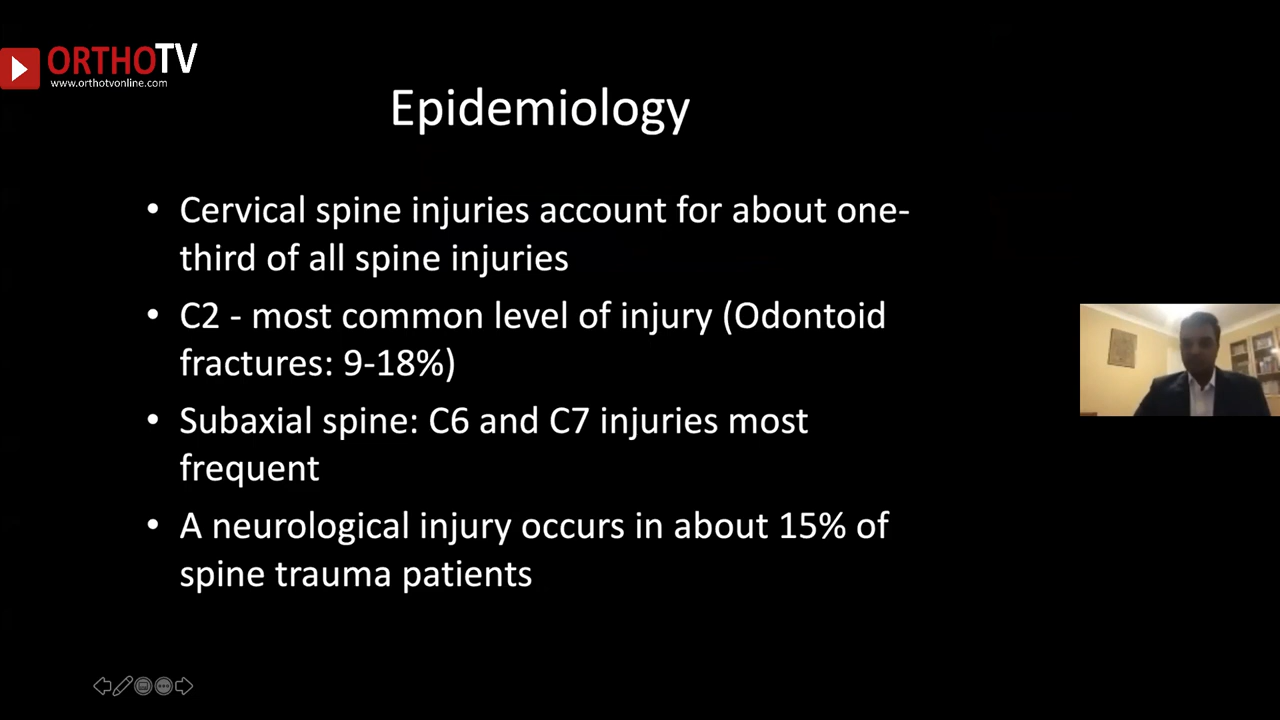 ORTHOTV
www.orthotvonline.com
Epidemiology
• Cervical spine injuries account for about one-
third of all spine injuries
• C2 - most common level of injury (Odontoid
fractures: 9-18%)
• Subaxial spine: C6 and C7 injuries most
frequent
• A neurological injury occurs in about 15% of
spine trauma patients